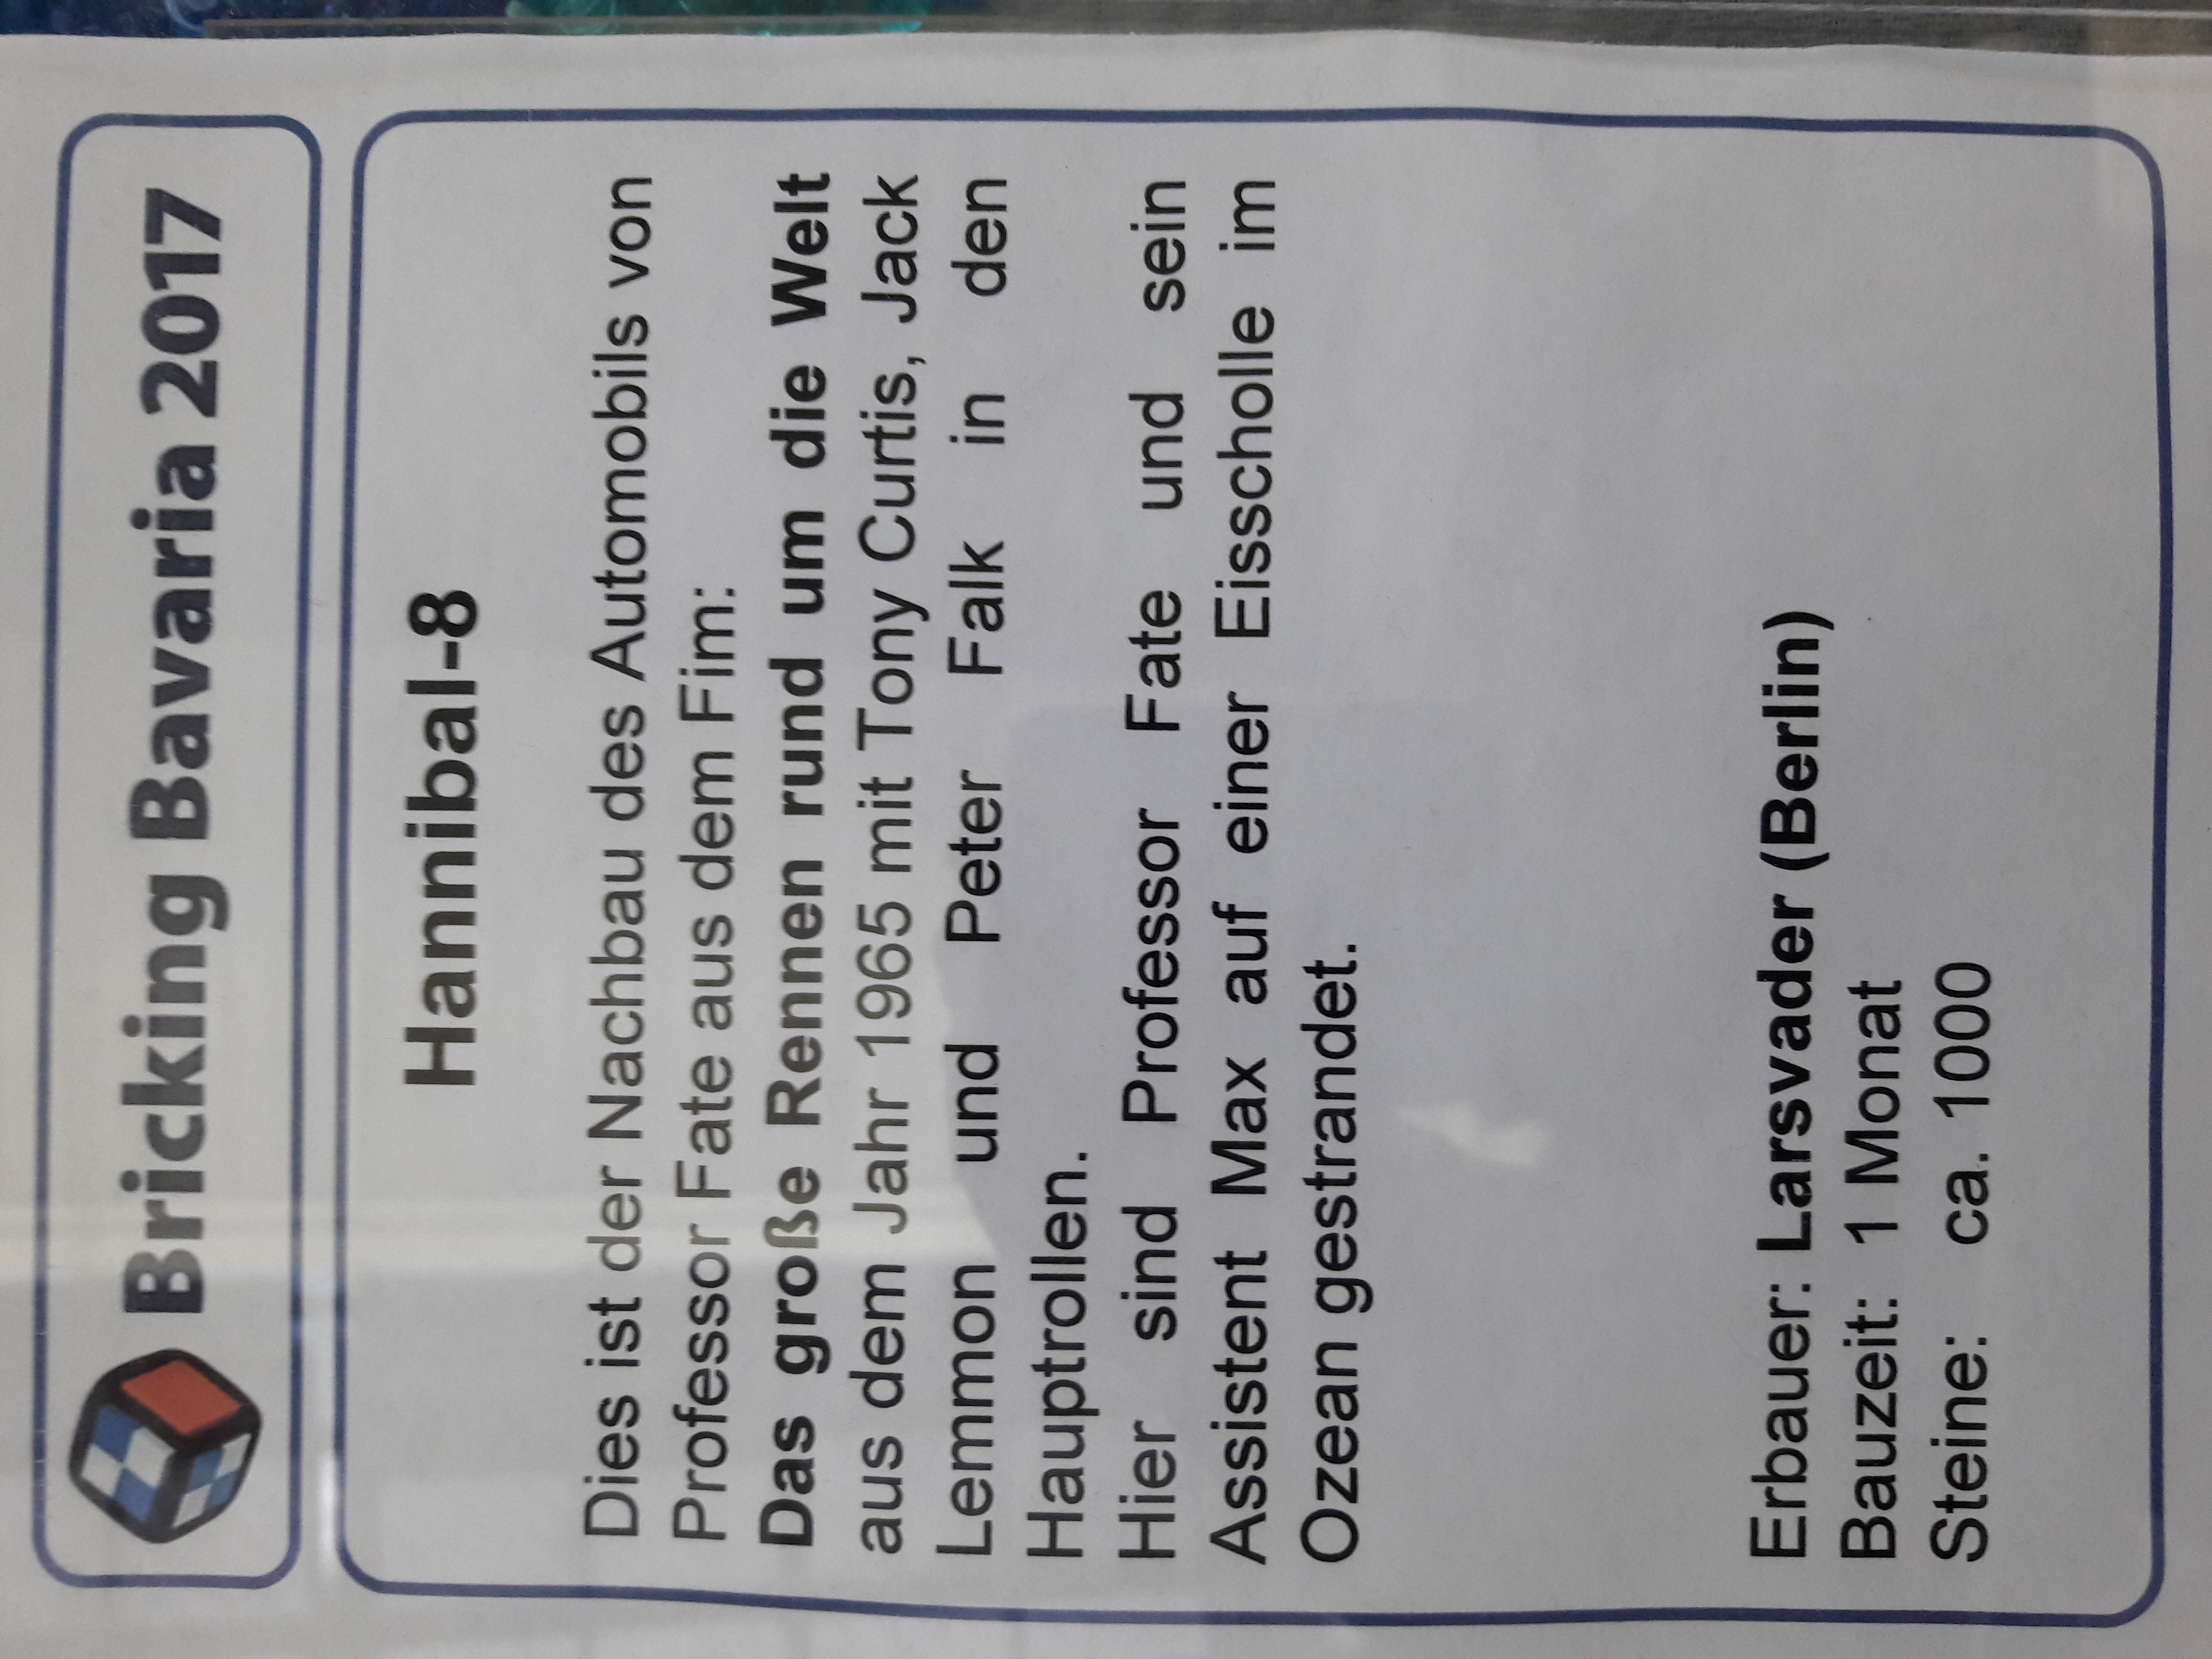 Bricking Bavaria 2017
Hannibal-8
Dies ist der Nachbau des Automobils von
Professor Fate aus dem Fim:
Das große Rennen rund um die Welt
aus dem Jahr 1965 mit Tony Curtis, Jack
Lemmon und Peter Falk in den
Hauptrollen.
Hier sind Professor Fate und sein
Assistent Max auf einer Eisscholle im
Ozean gestrandet.
Erbauer: Larsvader (Berlin)
Bauzeit: 1 Monat
Steine: ca. 1000